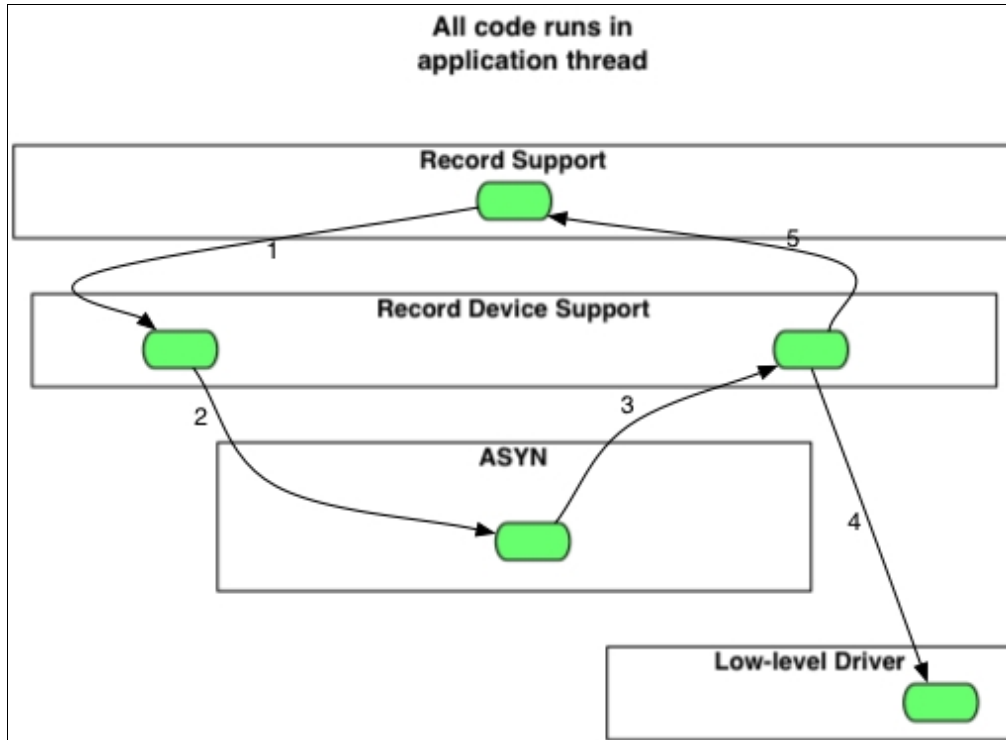 All code runs in
application thread
Record Support
1
5
Record Device Support
2
3
ASYN
4
Low-level Driver